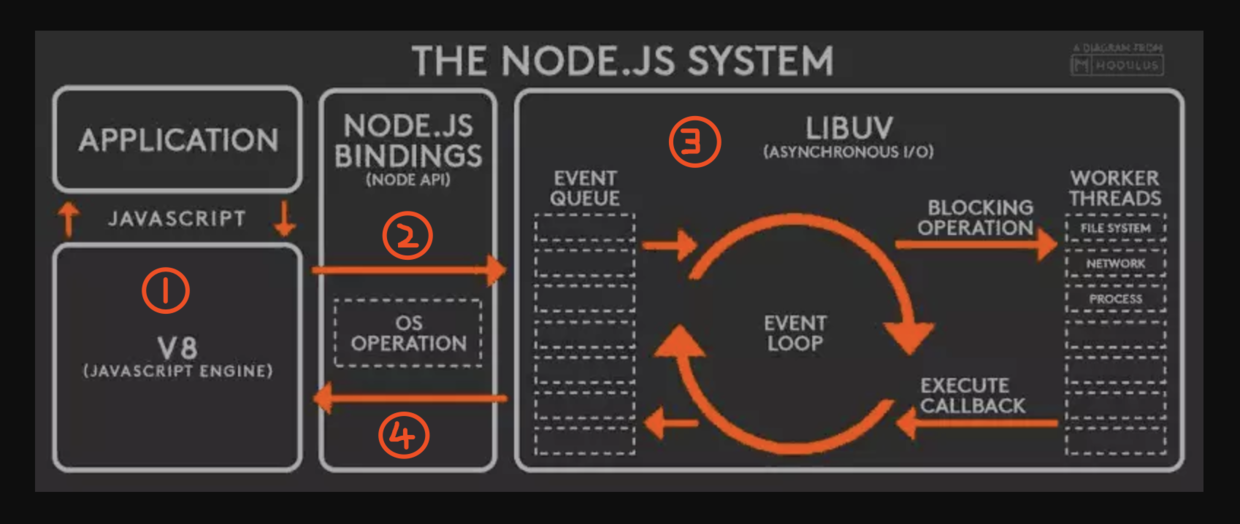 THE NODE.JS SYSTEM
A DIAGRAM FROM
MODULUS
APPLICATION
JAVASCRIPT
①
V8
(JAVASCRIPT ENGINE)
NODE.JS
BINDINGS
(NODE API)
②
OS
OPERATION
④
③
LIBUV
(ASYNCHRONOUS I/O)
EVENT
QUEUE
EVENT
LOOP
BLOCKING
OPERATION
EXECUTE
CALLBACK
WORKER
THREADS
FILE SYSTEM
NETWORK
PROCESS